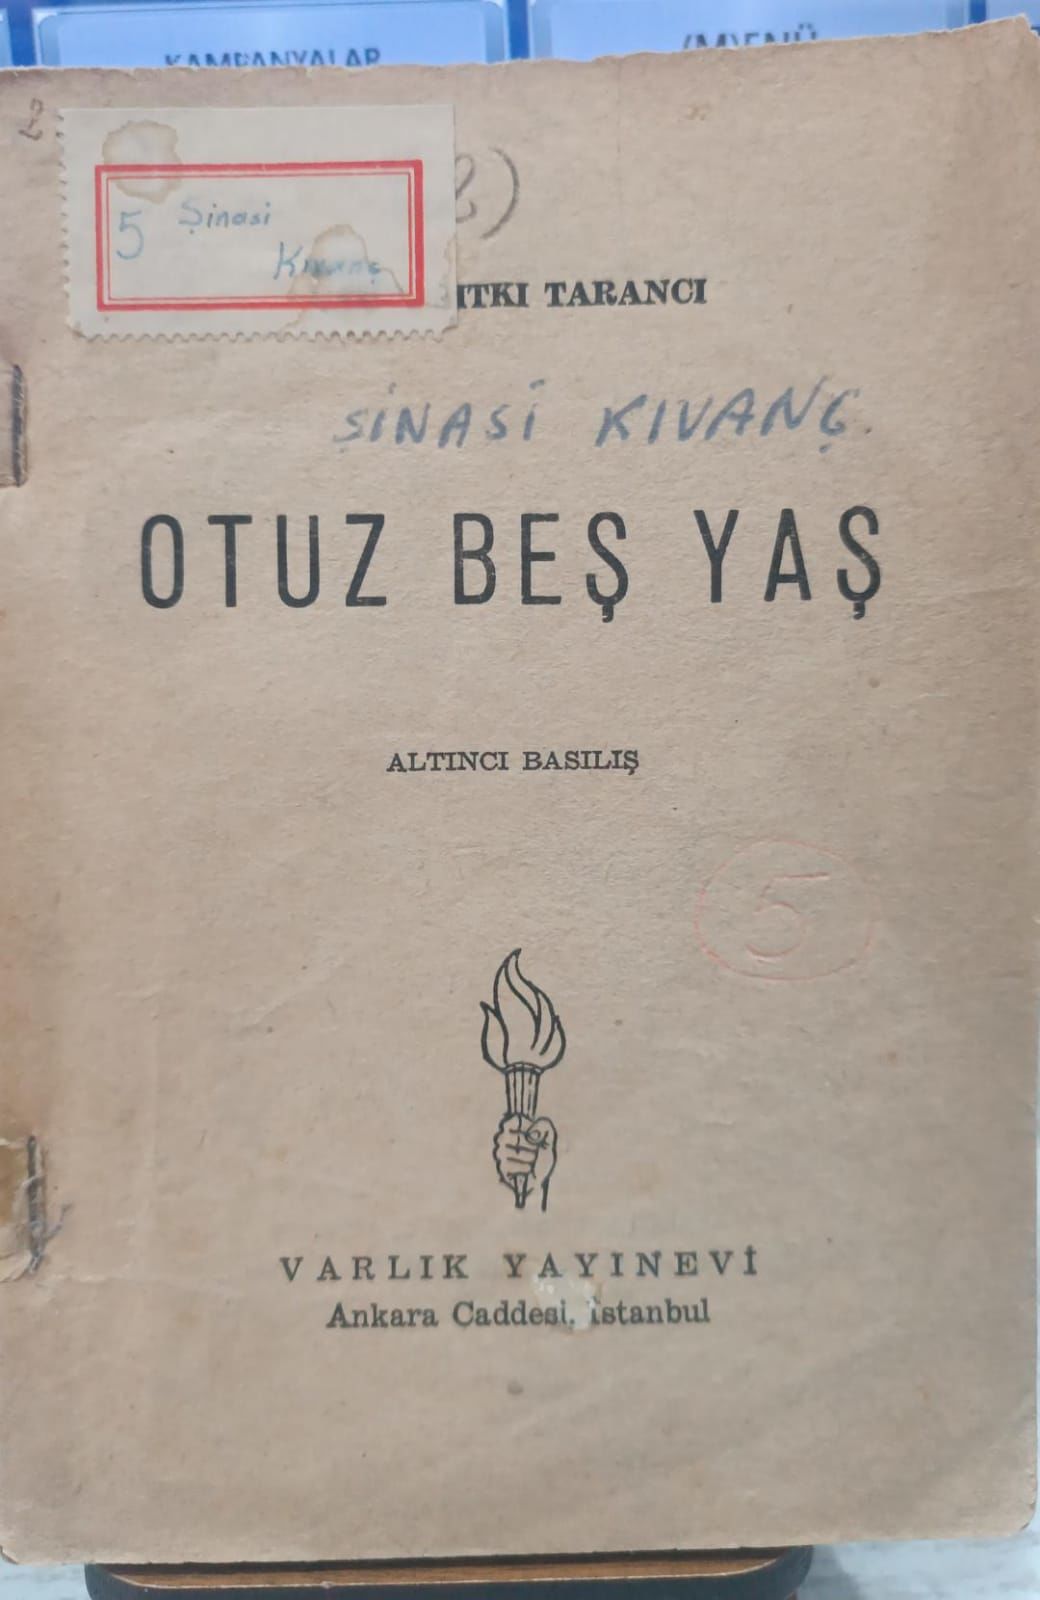 KAMPANYALAR
(M)ENÜ
2
5 Şinasi
Kıvanç
2)
ITKI TARANCI
ŞİNASİ KIVANÇ.
OTUZ BEŞ YAŞ
ALTINCI BASILIŞ
5
VARLIK YAYINEVİ
Ankara Caddesi, İstanbul